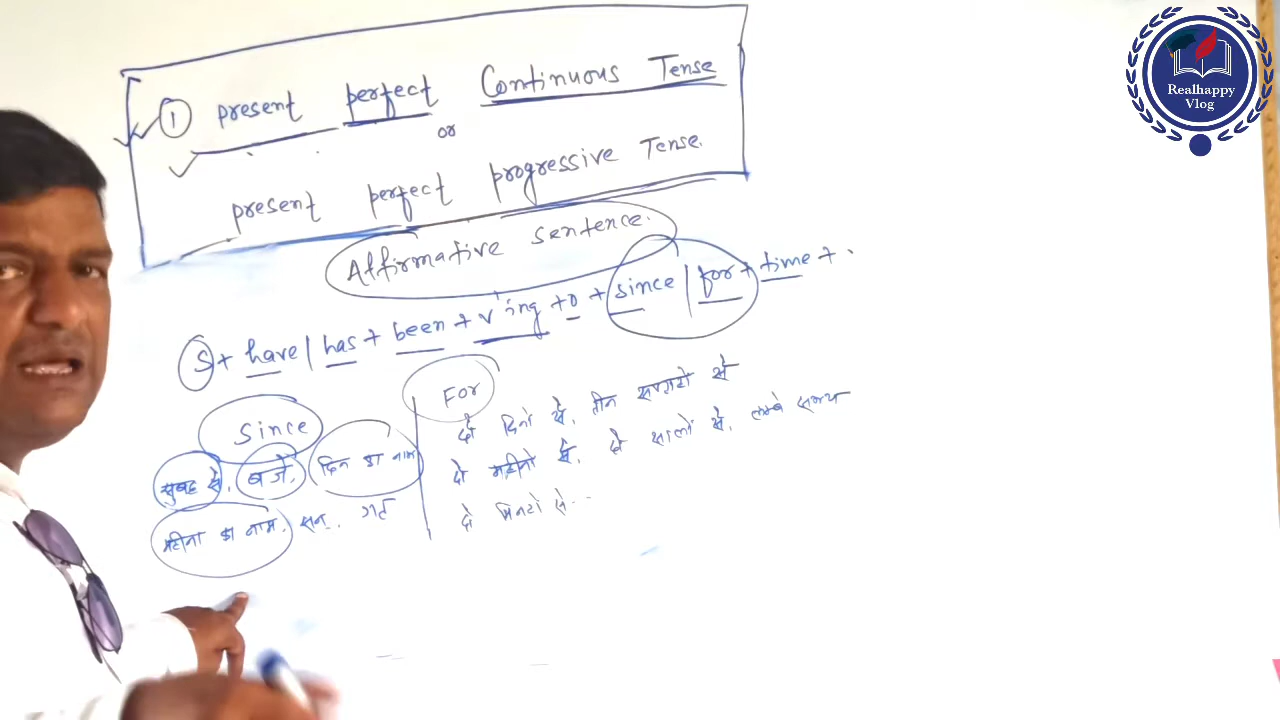 ① present perfect Continuous Tense
or
present perfect progressive Tense.
Affirmative sentence.
S + have | has + been + v'ing + o + since | for + time + .
Since
सुबह से, बजे, दिन का नाम
महीना का नाम, सन्, गर्त
For
दो दिनों से, तीन सप्ताहो से
दो महीनो से, दो सालों से, लम्बे समय
दो मिनटो से...
Realhappy
Vlog